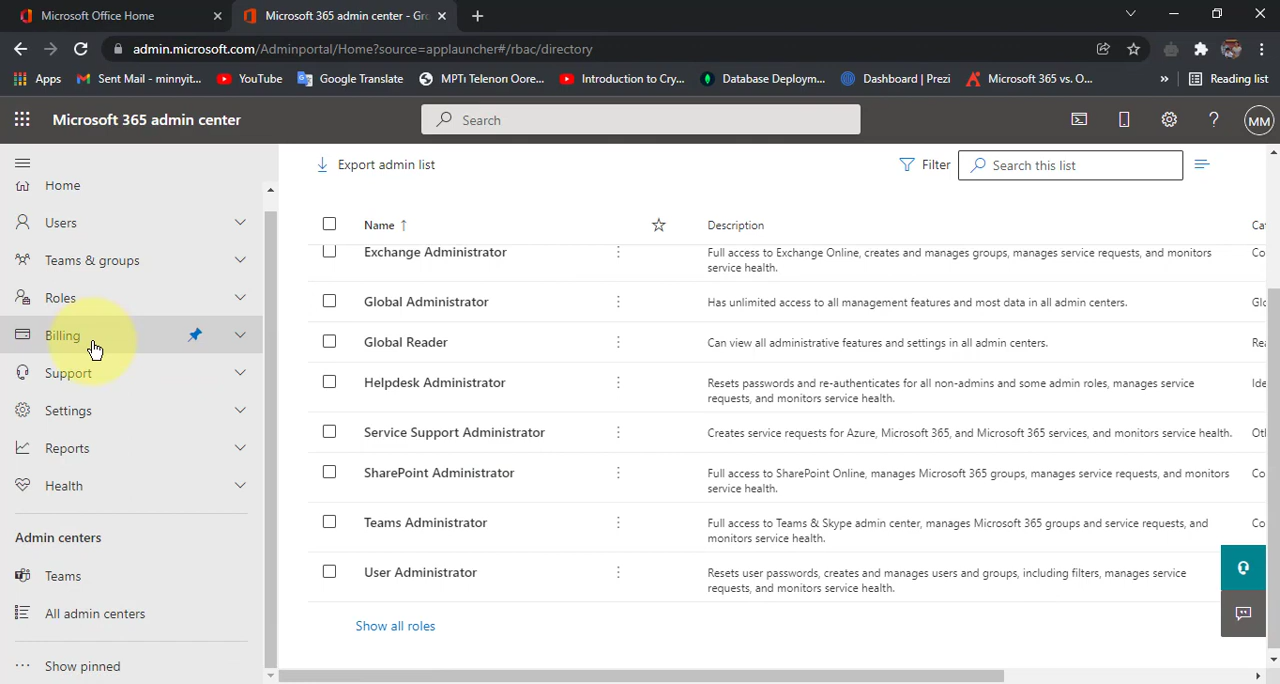 Microsoft Office Home
Microsoft 365 admin center - Gro
admin.microsoft.com/Adminportal/Home?source=applauncher#/rbac/directory
Apps
Sent Mail - minnyit...
YouTube
Google Translate
MPTi Telenon Oore...
Introduction to Cry...
Database Deploym...
Dashboard | Prezi
Microsoft 365 vs. O...
»
Reading list
Microsoft 365 admin center
Search
?
MM
Export admin list
Filter
Search this list
Home
Users
Teams & groups
Roles
Billing
Support
Settings
Reports
Health
Admin centers
Teams
All admin centers
Show pinned
Name ↑
Description
Ca
Exchange Administrator
Full access to Exchange Online, creates and manages groups, manages service requests, and monitors
service health.
Co
Global Administrator
Has unlimited access to all management features and most data in all admin centers.
Glo
Global Reader
Can view all administrative features and settings in all admin centers.
Rea
Helpdesk Administrator
Resets passwords and re-authenticates for all non-admins and some admin roles, manages service
requests, and monitors service health.
Ide
Service Support Administrator
Creates service requests for Azure, Microsoft 365, and Microsoft 365 services, and monitors service health.
Oth
SharePoint Administrator
Full access to SharePoint Online, manages Microsoft 365 groups, manages service requests, and monitors
service health.
Co
Teams Administrator
Full access to Teams & Skype admin center, manages Microsoft 365 groups and service requests, and
monitors service health.
Co
User Administrator
Resets user passwords, creates and manages users and groups, including filters, manages service
requests, and monitors service health.
Ide
Show all roles